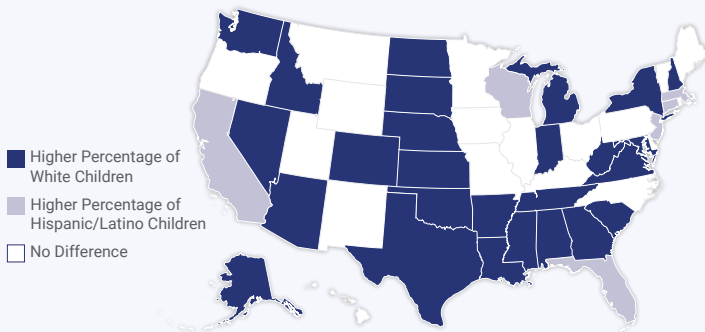 Higher Percentage of
White Children
Higher Percentage of
Hispanic/Latino Children
No Difference